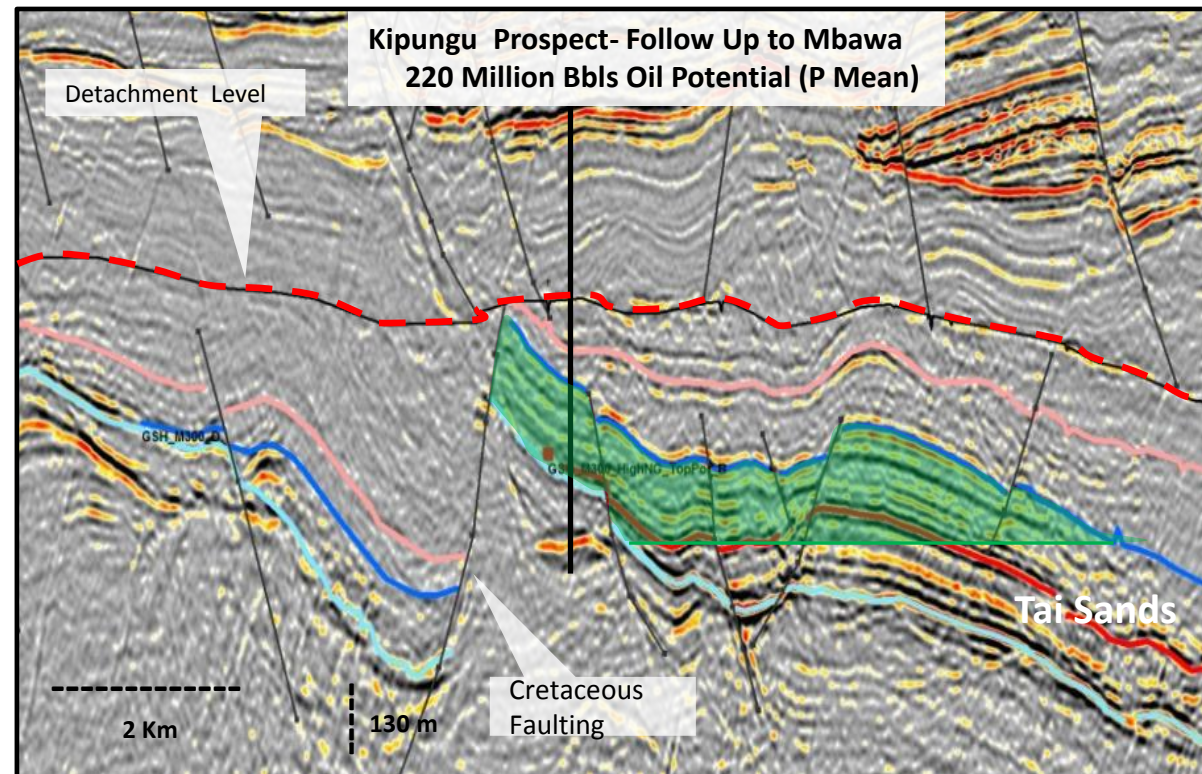 Kipungu Prospect- Follow Up to Mbawa
220 Million Bbls Oil Potential (P Mean)
Detachment Level
GSH_M300_D
GSH_M300_HighNG_TopPor_B
Tai Sands
Cretaceous
Faulting
2 Km
130 m